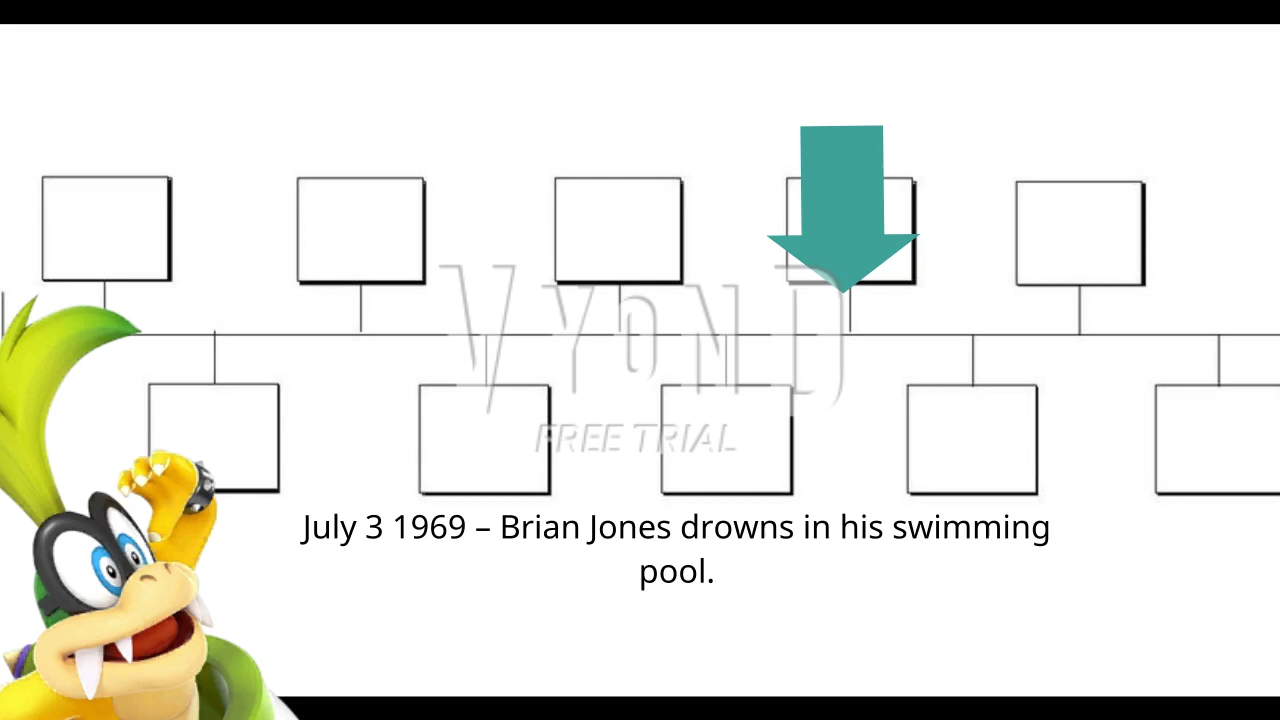 VYOND
FREE TRIAL
July 3 1969 – Brian Jones drowns in his swimming
pool.